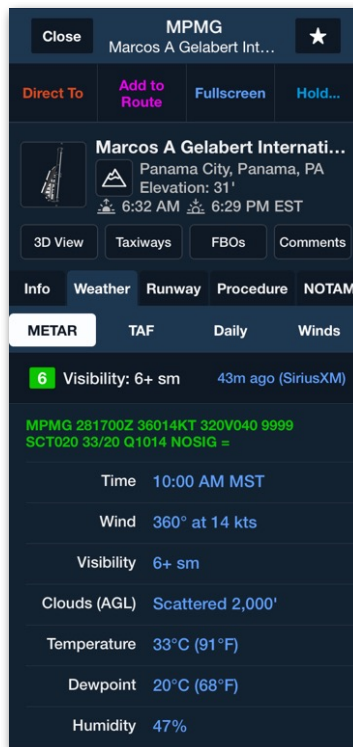 Close
MPMG
Marcos A Gelabert Int...
Direct To
Add to
Route
Fullscreen
Hold...
Marcos A Gelabert Internati...
Panama City, Panama, PA
Elevation: 31'
6:32 AM 6:29 PM EST
3D View
Taxiways
FBOs
Comments
Info
Weather
Runway
Procedure
NOTAM
METAR
TAF
Daily
Winds
6 Visibility: 6+ sm 43m ago (SiriusXM)
MPMG 281700Z 36014KT 320V040 9999
SCT020 33/20 Q1014 NOSIG =
Time 10:00 AM MST
Wind 360° at 14 kts
Visibility 6+ sm
Clouds (AGL) Scattered 2,000'
Temperature 33°C (91°F)
Dewpoint 20°C (68°F)
Humidity 47%